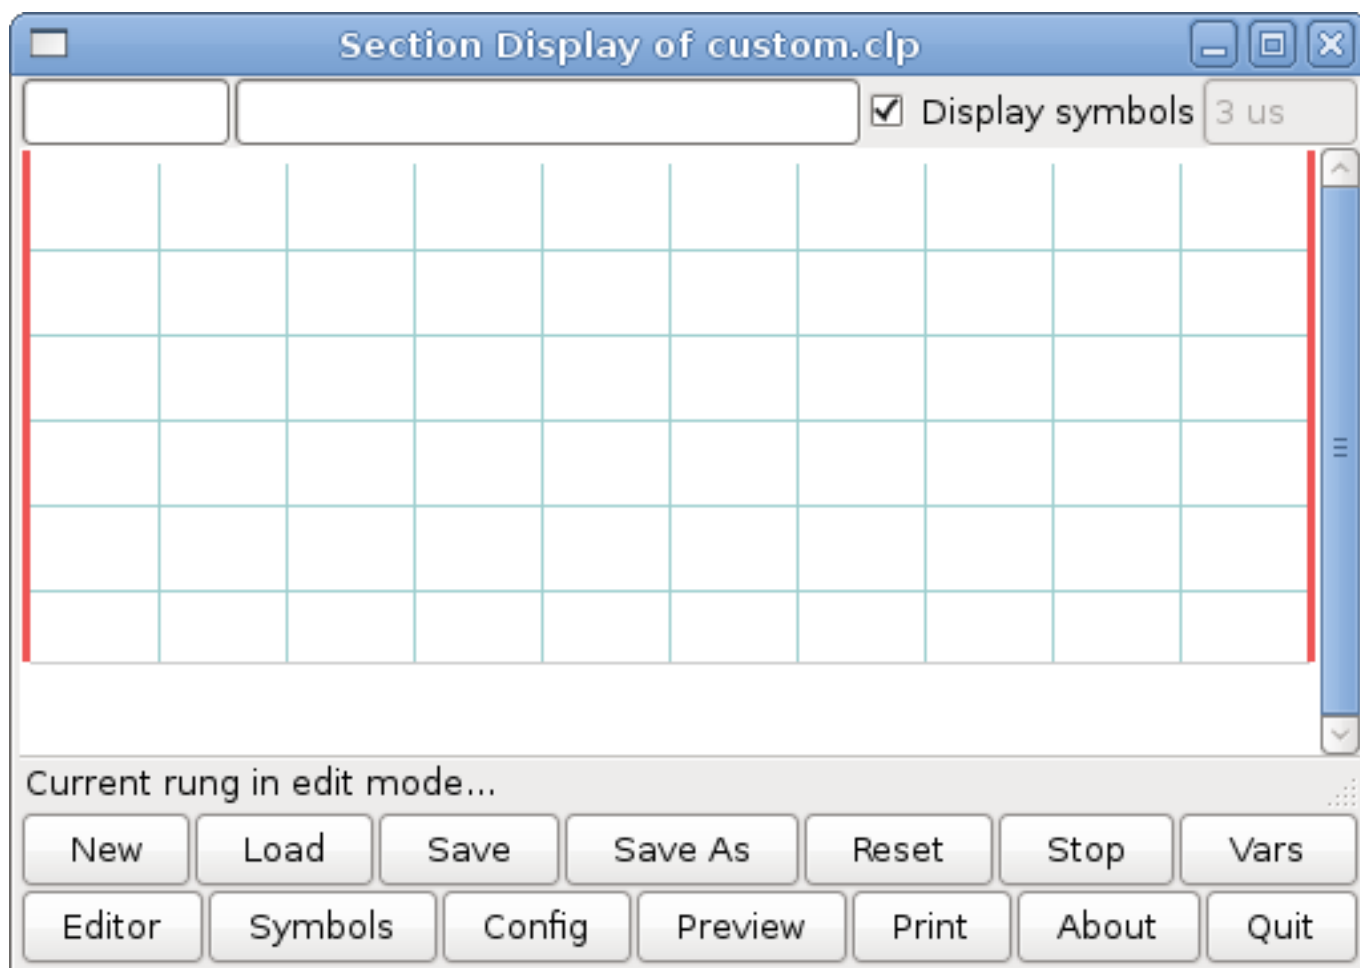 Section Display of custom.clp
Display symbols 3 us
Current rung in edit mode...
New Load Save Save As Reset Stop Vars
Editor Symbols Config Preview Print About Quit